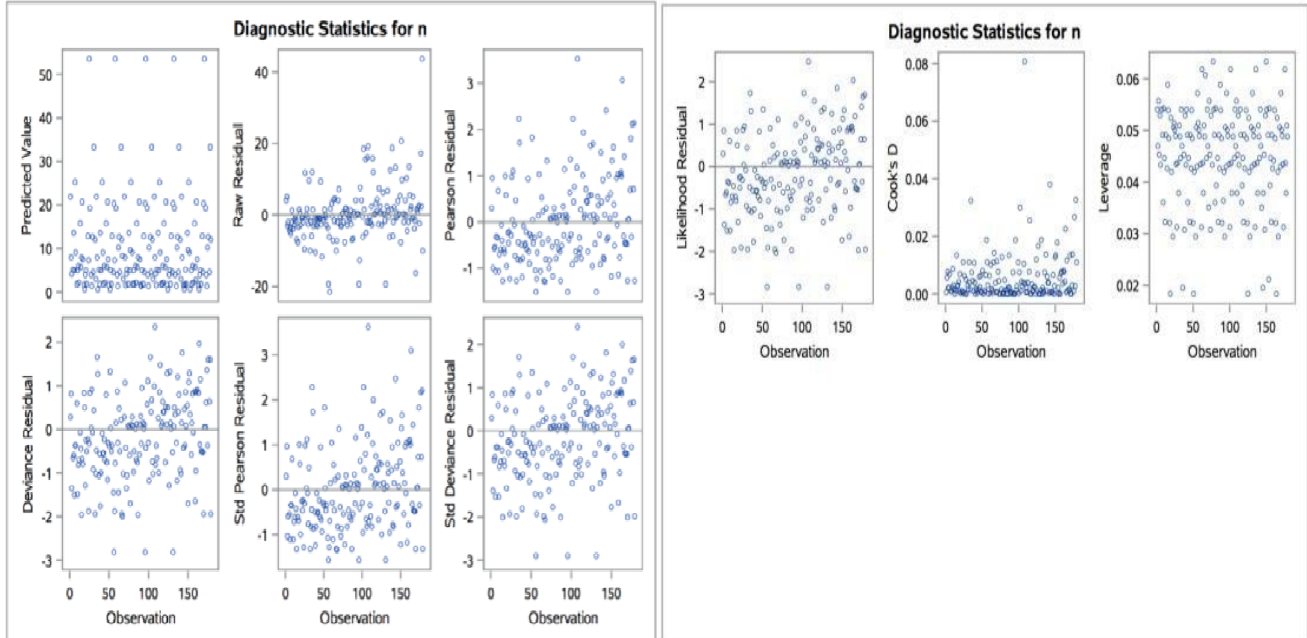 Diagnostic Statistics for n
Predicted Value
50
40
30
20
10
0
Raw Residual
40
20
0
-20
Pearson Residual
3
2
1
0
-1
Deviance Residual
2
1
0
-1
-2
-3
0 50 100 150
Observation
Std Pearson Residual
3
2
1
0
-1
0 50 100 150
Observation
Std Deviance Residual
2
1
0
-1
-2
-3
0 50 100 150
Observation
Diagnostic Statistics for n
Likelihood Residual
2
1
0
-1
-2
-3
0 50 100 150
Observation
Cook's D
0.08
0.06
0.04
0.02
0.00
0 50 100 150
Observation
Leverage
0.06
0.05
0.04
0.03
0.02
0 50 100 150
Observation